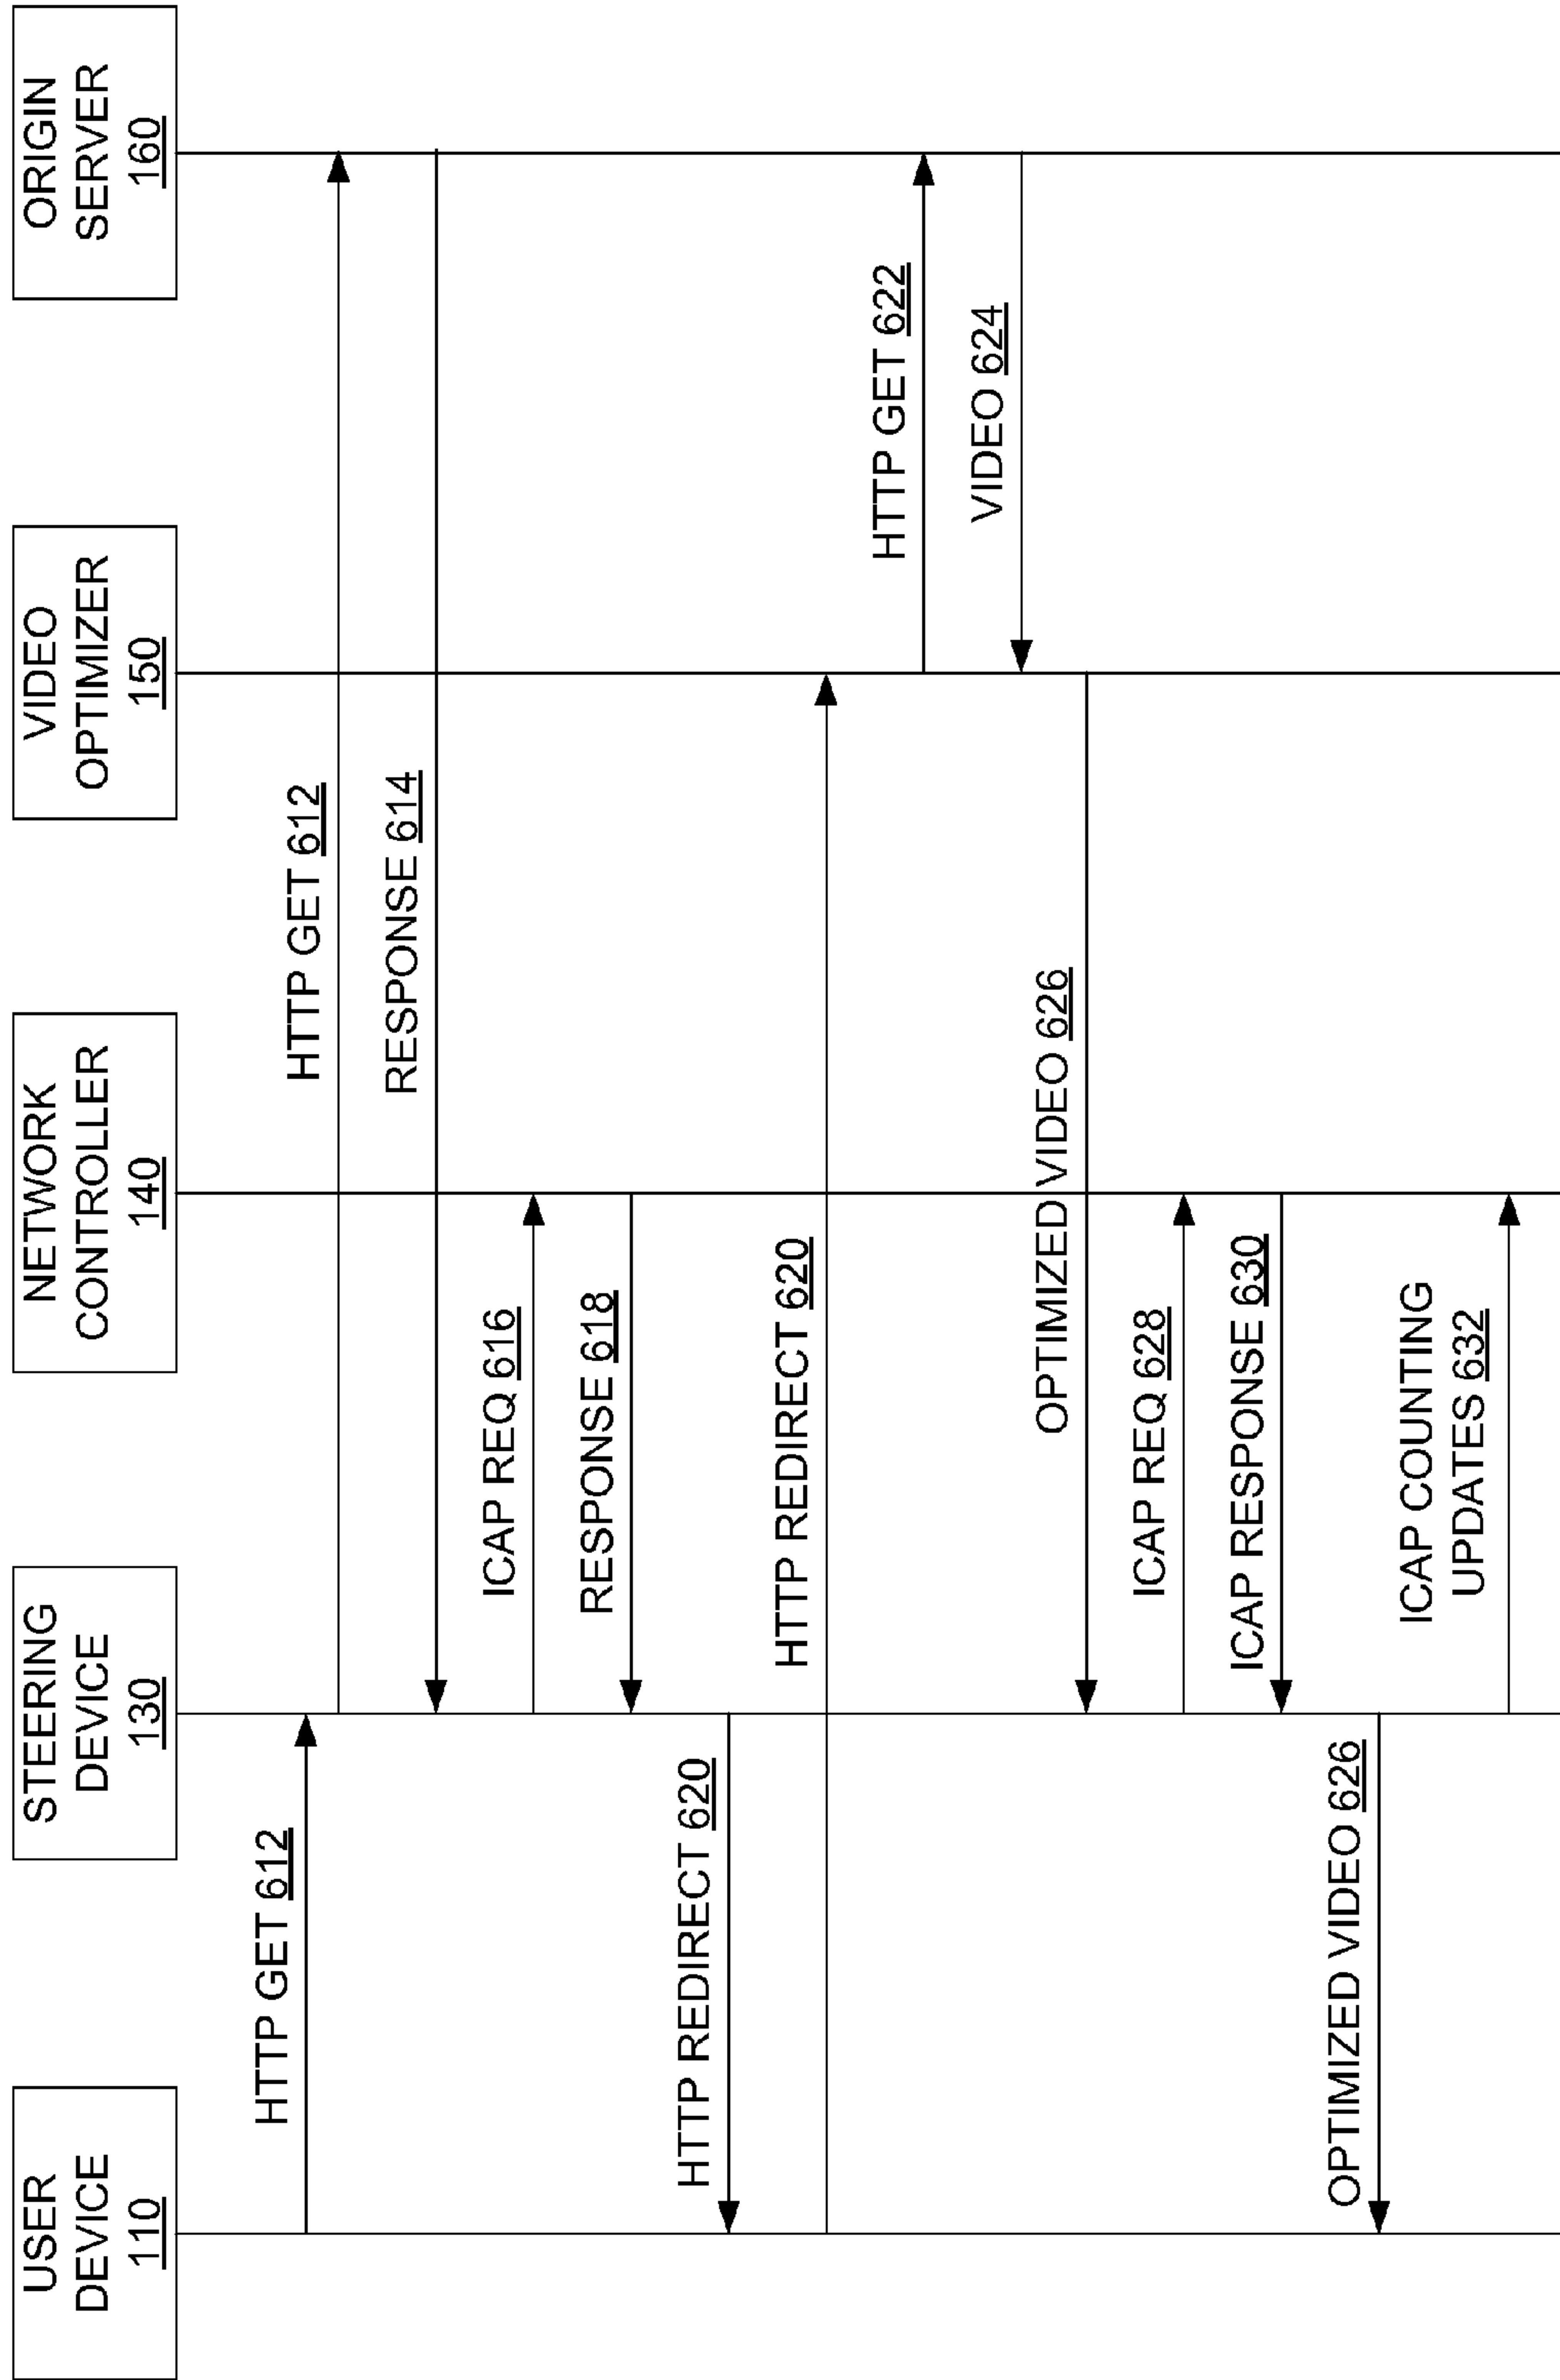 USER
DEVICE
110
STEERING
DEVICE
130
NETWORK
CONTROLLER
140
VIDEO
OPTIMIZER
150
ORIGIN
SERVER
160
HTTP GET 612
HTTP GET 612
RESPONSE 614
ICAP REQ 616
RESPONSE 618
HTTP REDIRECT 620
HTTP REDIRECT 620
HTTP GET 622
VIDEO 624
OPTIMIZED VIDEO 626
ICAP REQ 628
ICAP RESPONSE 630
OPTIMIZED VIDEO 626
ICAP COUNTING
UPDATES 632